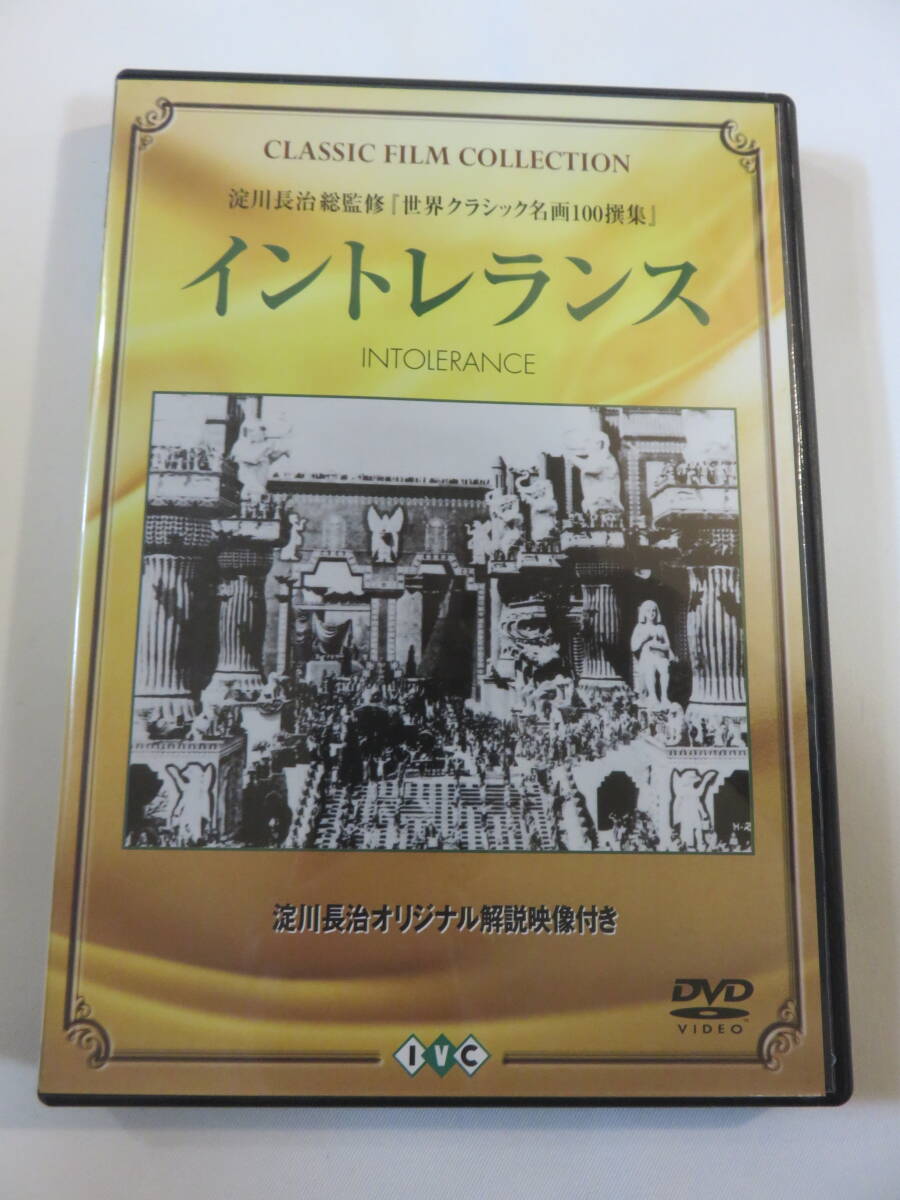 CLASSIC FILM COLLECTION
淀川長治総監修『世界クラシック名画100撰集』
イントレランス
INTOLERANCE
M-2
淀川長治オリジナル解説映像付き
DVD
VIDEO
TM
IVC